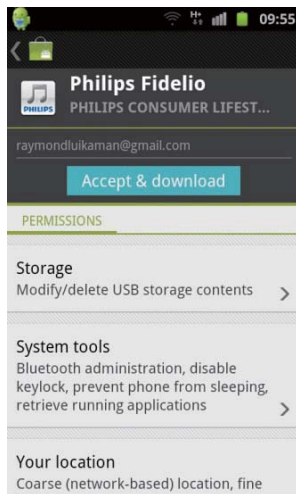 H+
09:55
Philips Fidelio
PHILIPS
PHILIPS CONSUMER LIFEST...
raymondluikaman@gmail.com
Accept & download
PERMISSIONS
Storage
Modify/delete USB storage contents
System tools
Bluetooth administration, disable
keylock, prevent phone from sleeping,
retrieve running applications
Your location
Coarse (network-based) location, fine